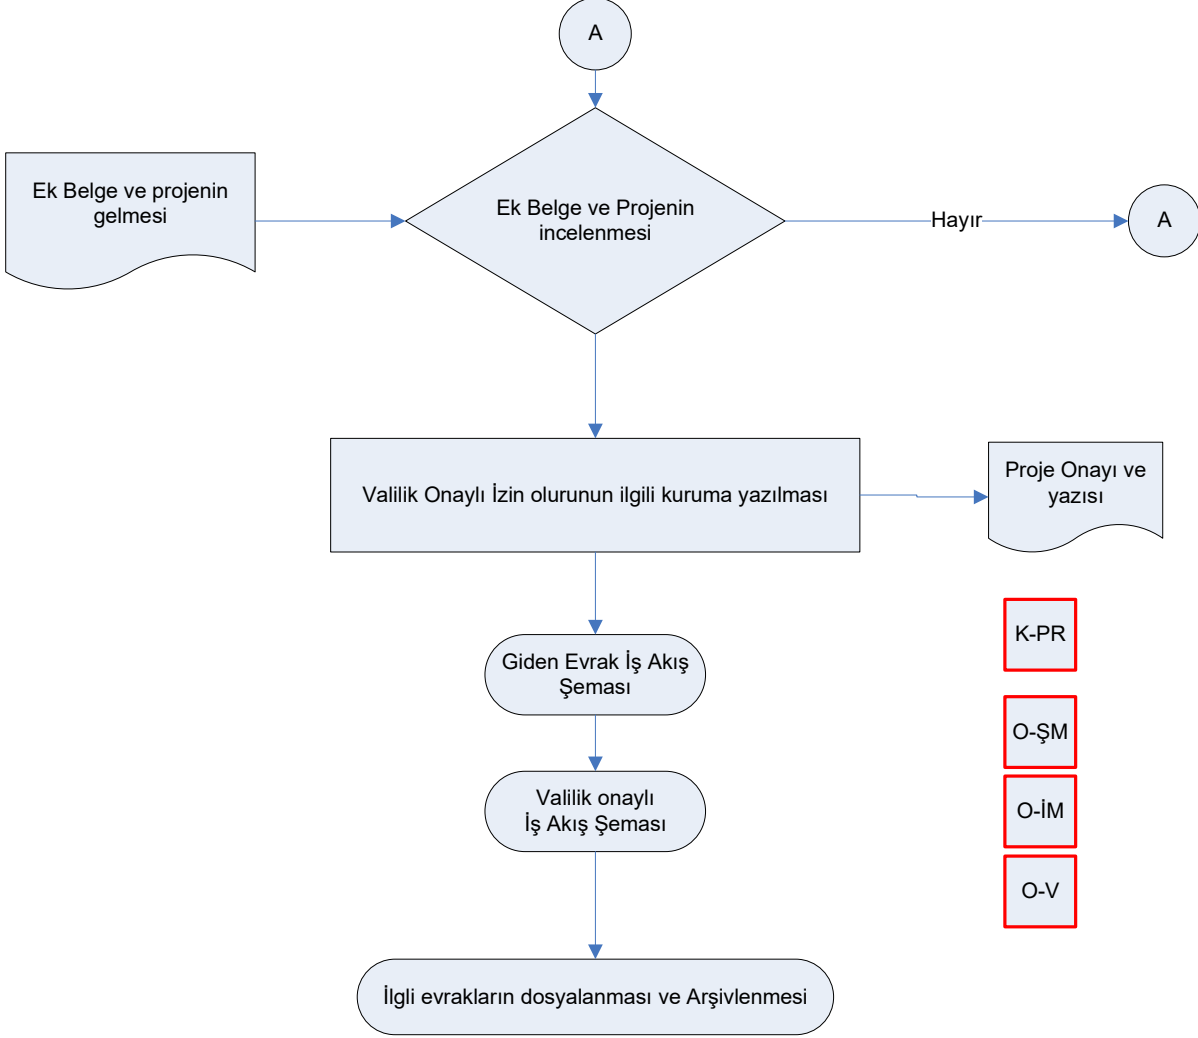 A
Ek Belge ve projenin
gelmesi
Ek Belge ve Projenin
incelenmesi
Hayır
A
Valilik Onaylı İzin olurunun ilgili kuruma yazılması
Proje Onayı ve
yazısı
K-PR
Giden Evrak İş Akış
Şeması
O-ŞM
Valilik onaylı
İş Akış Şeması
O-İM
O-V
İlgli evrakların dosyalanması ve Arşivlenmesi